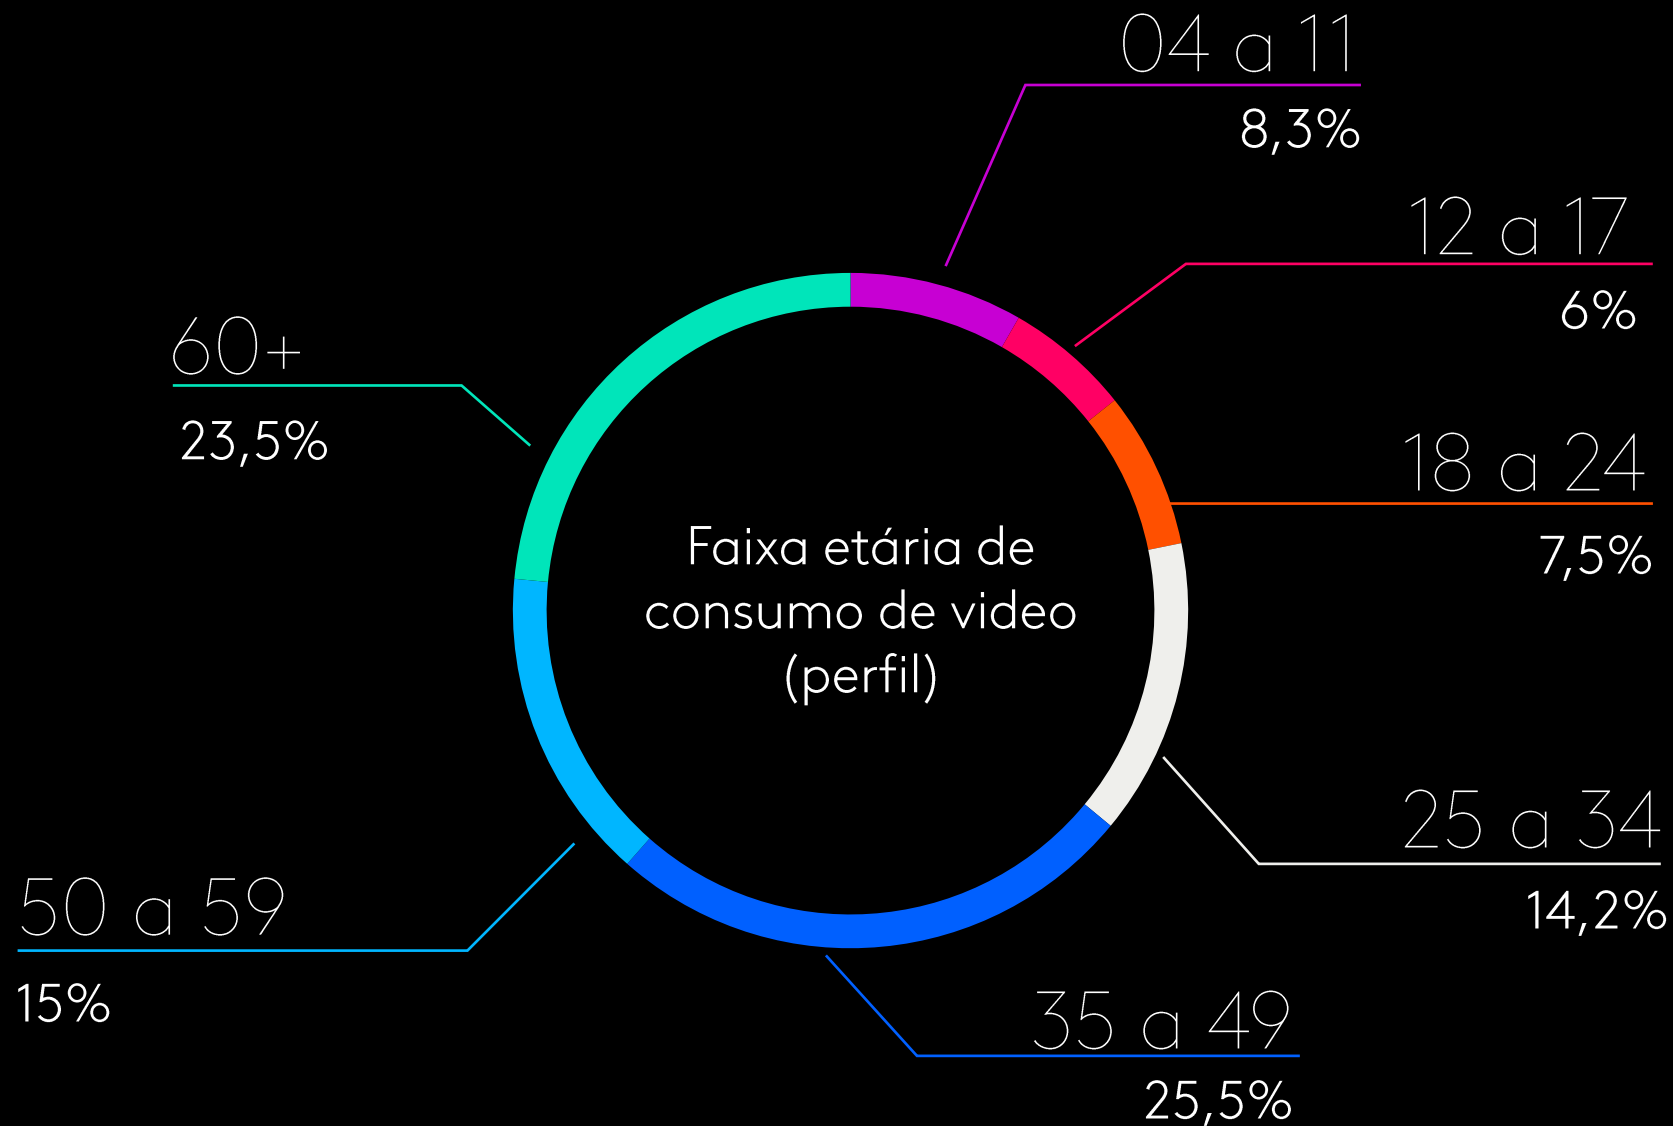 04 a 11
8,3%
12 a 17
6%
60+
23,5%
18 a 24
7,5%
Faixa etária de
consumo de video
(perfil)
25 a 34
14,2%
50 a 59
15%
35 a 49
25,5%